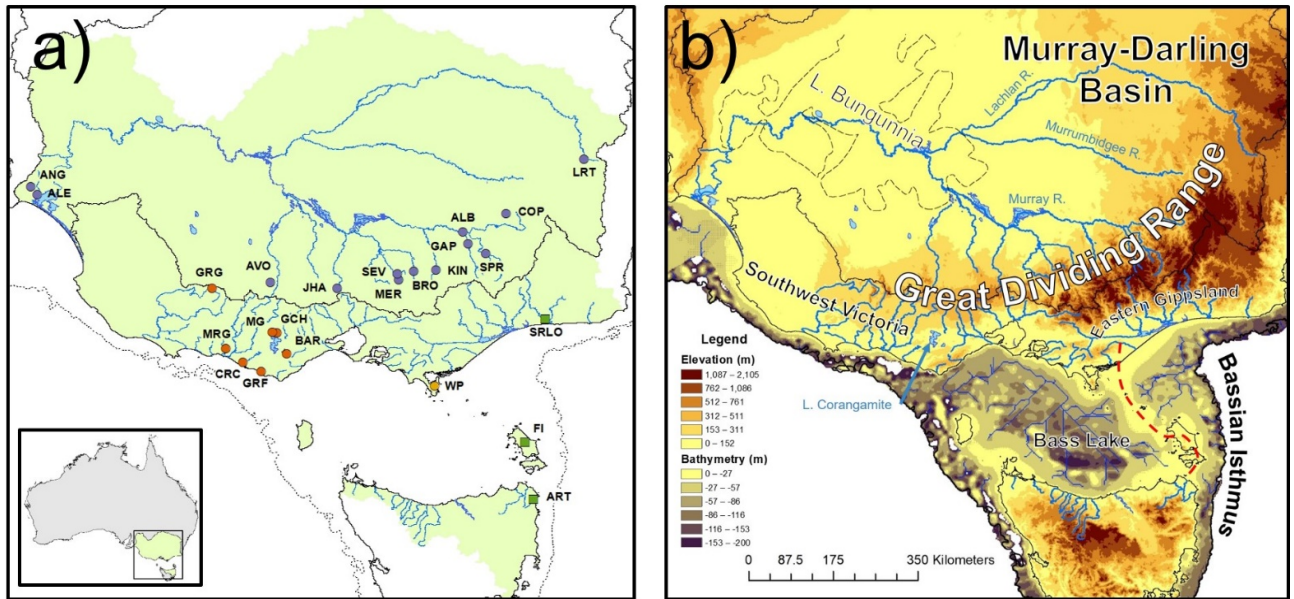 a)
LRT
ANG
ALE
COP
ALB
GAP
SPR
SEV
KIN
BRO
MER
GRG
AVO
JHA
MG
GCH
MRG
BAR
SRLO
CRC
GRF
WP
FI
ART
b)
Murray-Darling
Basin
L. Bungunnia
Lachlan R.
Murrumbidgee R.
Murray R.
Great Dividing Range
Southwest Victoria
Eastern Gippsland
Legend
Elevation (m)
1,087 – 2,105
762 – 1,086
512 – 761
312 – 511
153 – 311
0 – 152
Bathymetry (m)
0 – -27
-27 – -57
-57 – -86
-86 – -116
-116 – -153
-153 – -200
L. Corangamite
Bass Lake
Bassian Isthmus
0 87.5 175 350 Kilometers